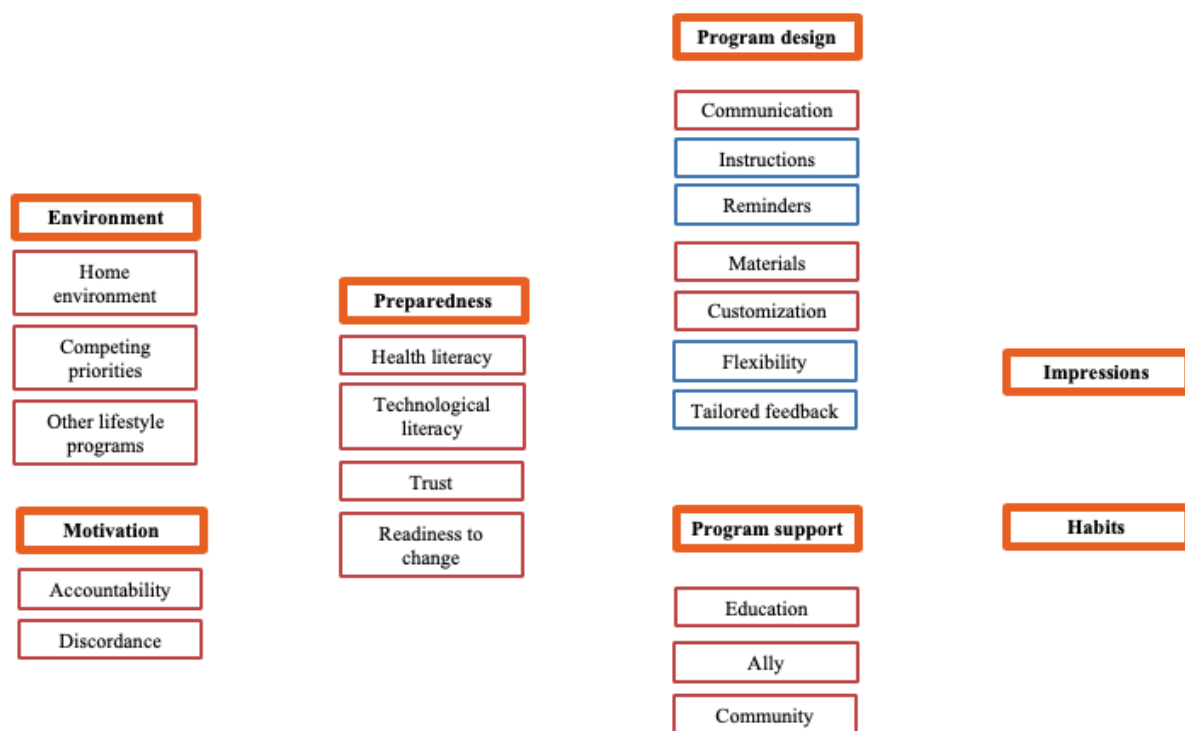 Environment
Home
environment
Competing
priorities
Other lifestyle
programs
Motivation
Accountability
Discordance
Preparedness
Health literacy
Technological
literacy
Trust
Readiness to
change
Program design
Communication
Instructions
Reminders
Materials
Customization
Flexibility
Tailored feedback
Program support
Education
Ally
Community
Impressions
Habits